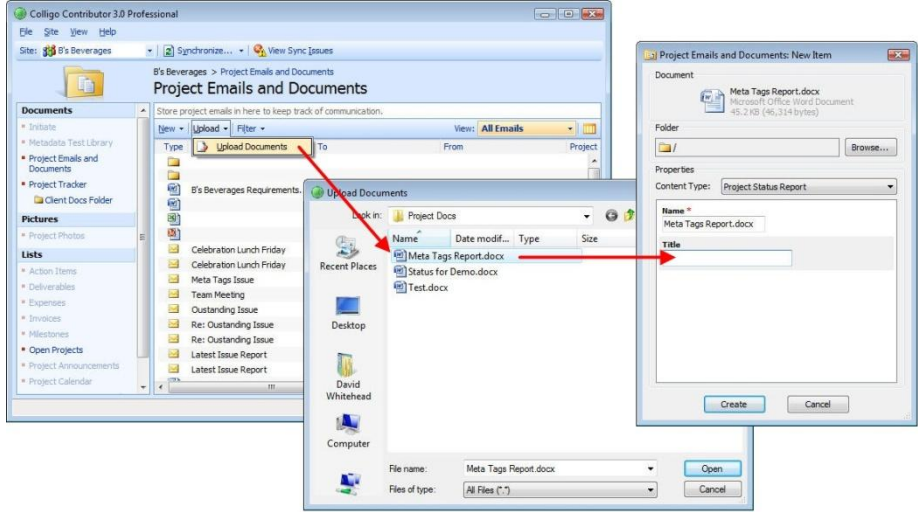 Colligo Contributor 3.0 Professional
File Site View Help
Site: B's Beverages Synchronize... View Sync Issues
B's Beverages > Project Emails and Documents
Project Emails and Documents
Documents
Initiate
Metadata Test Library
Project Emails and
Documents
Project Tracker
Client Docs Folder
Pictures
Project Photos
Lists
Action Items
Deliverables
Expenses
Invoices
Milestones
Open Projects
Project Announcements
Project Calendar
Store project emails in here to keep track of communication.
New Upload Filter View: All Emails
Type To From Project
Upload Documents
B's Beverages Requirements.
Celebration Lunch Friday
Celebration Lunch Friday
Meta Tags Issue
Team Meeting
Oustanding Issue
Re: Oustanding Issue
Re: Oustanding Issue
Latest Issue Report
Latest Issue Report
Upload Documents
Look in: Project Docs
Name Date modif... Type Size
Meta Tags Report.docx
Status for Demo.docx
Test.docx
Recent Places
Desktop
David
Whitehead
Computer
File name: Meta Tags Report.docx Open
Files of type: All Files (*.*) Cancel
Project Emails and Documents: New Item
Document
Meta Tags Report.docx
Microsoft Office Word Document
45.2 KB (46,314 bytes)
Folder
/ Browse...
Properties
Content Type: Project Status Report
Name *
Meta Tags Report.docx
Title
Create Cancel